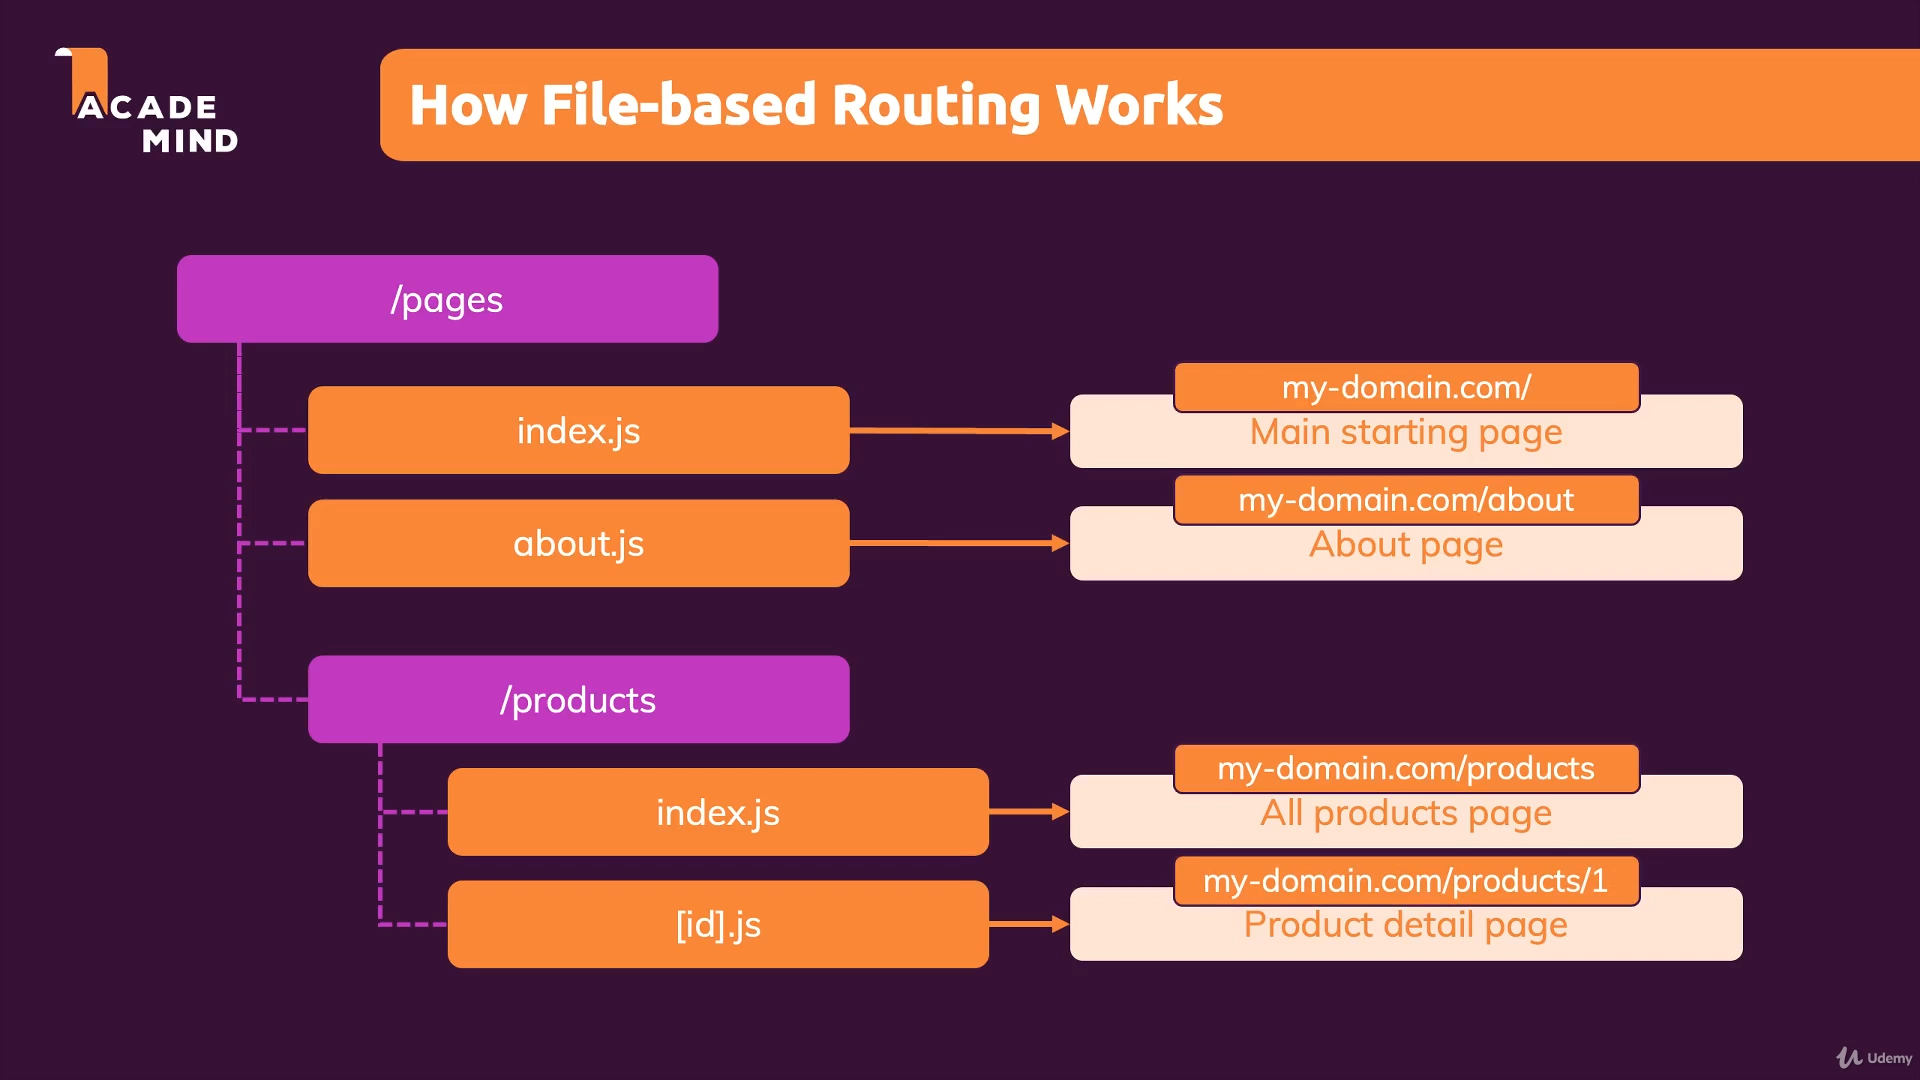 ACADE
MIND
How File-based Routing Works
/pages
index.js
my-domain.com/
Main starting page
about.js
my-domain.com/about
About page
/products
index.js
my-domain.com/products
All products page
[id].js
my-domain.com/products/1
Product detail page
Udemy